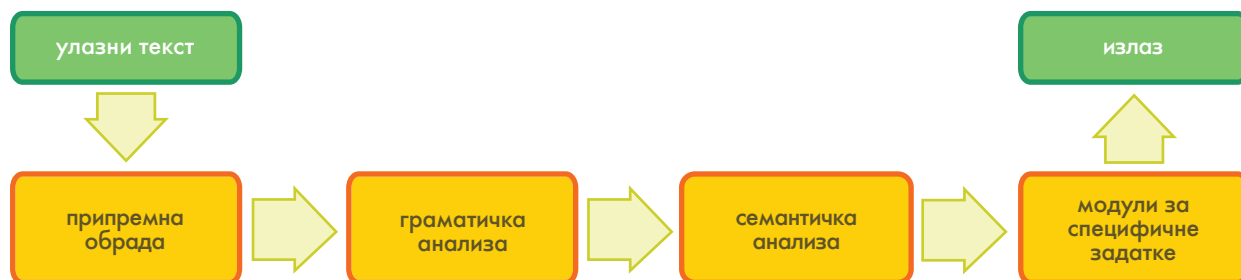 улазни текст
излаз
припремна
обрада
граматичка
анализа
семантичка
анализа
модули за
специфичне
задатке